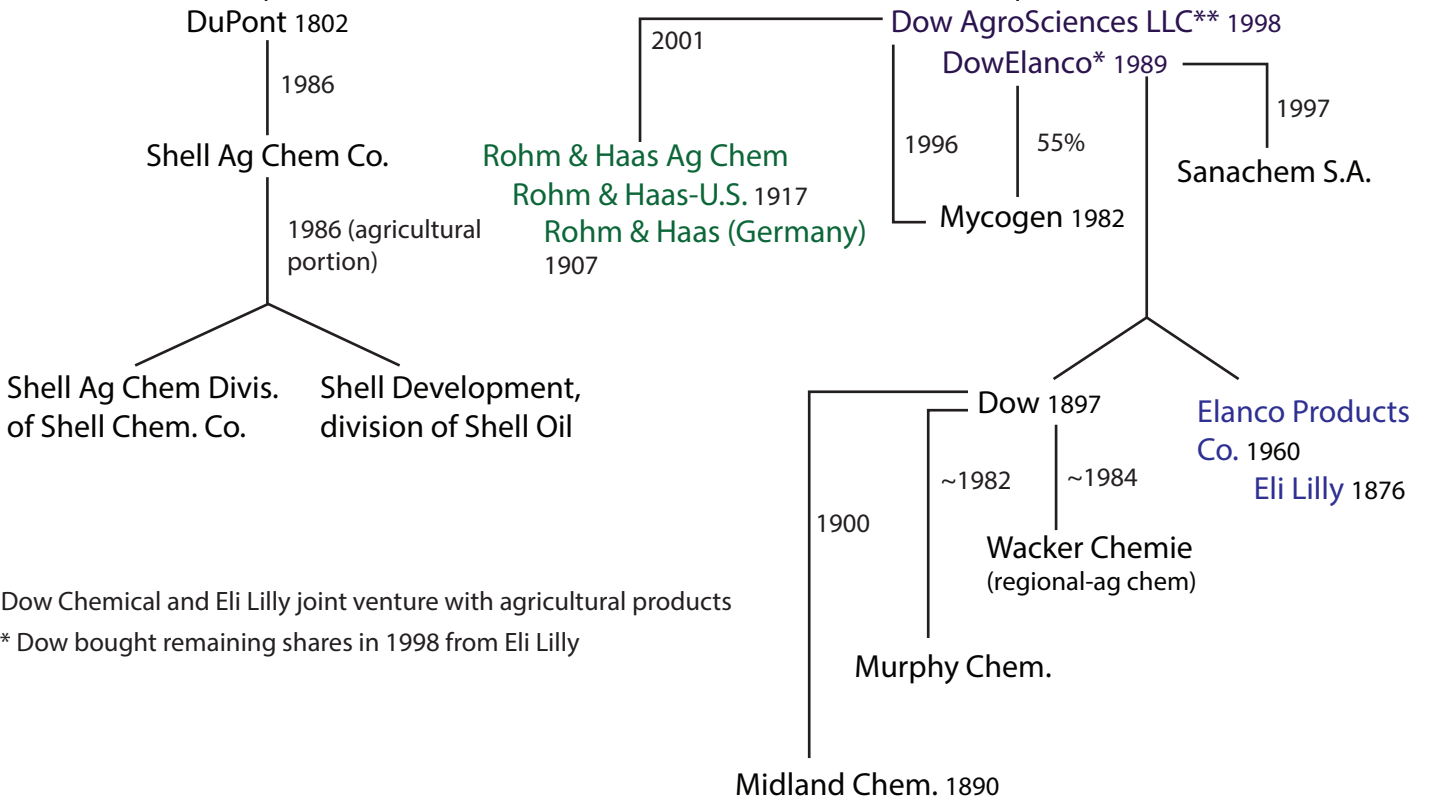 DuPont 1802
1986
Shell Ag Chem Co.
1986 (agricultural
portion)
Shell Ag Chem Divis.
of Shell Chem. Co.
Shell Development,
division of Shell Oil
Dow AgroSciences LLC** 1998
DowElanco* 1989
2001
Rohm & Haas Ag Chem
Rohm & Haas-U.S. 1917
Rohm & Haas (Germany)
1907
1996
55%
Mycogen 1982
1997
Sanachem S.A.
Dow 1897
Elanco Products
Co. 1960
Eli Lilly 1876
1900
~1982
~1984
Wacker Chemie
(regional-ag chem)
Murphy Chem.
Midland Chem. 1890
Dow Chemical and Eli Lilly joint venture with agricultural products
* Dow bought remaining shares in 1998 from Eli Lilly